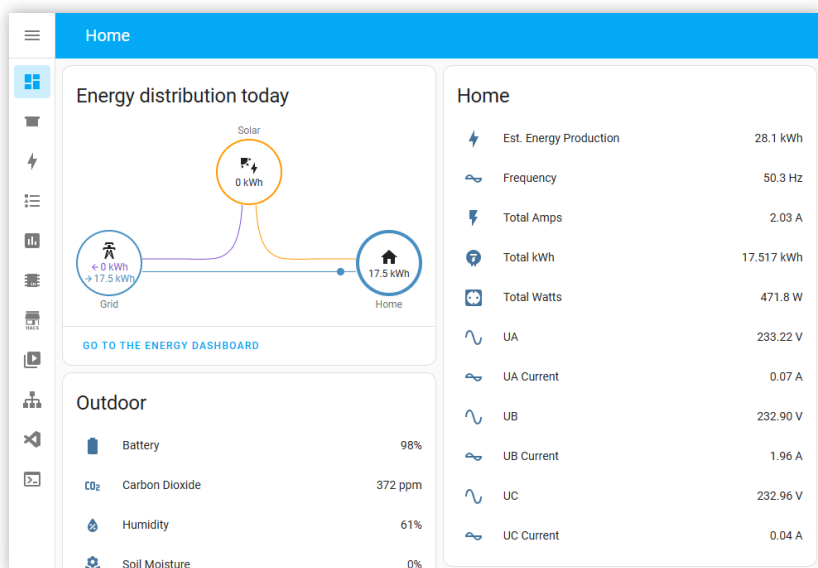 Home
Energy distribution today
Solar
0 kWh
← 0 kWh
→ 17.5 kWh
Grid
17.5 kWh
Home
GO TO THE ENERGY DASHBOARD
Outdoor
Battery 98%
CO₂ Carbon Dioxide 372 ppm
Humidity 61%
Soil Moisture 0%
Home
Est. Energy Production 28.1 kWh
Frequency 50.3 Hz
Total Amps 2.03 A
Total kWh 17.517 kWh
Total Watts 471.8 W
UA 233.22 V
UA Current 0.07 A
UB 232.90 V
UB Current 1.96 A
UC 232.96 V
UC Current 0.04 A
HACS